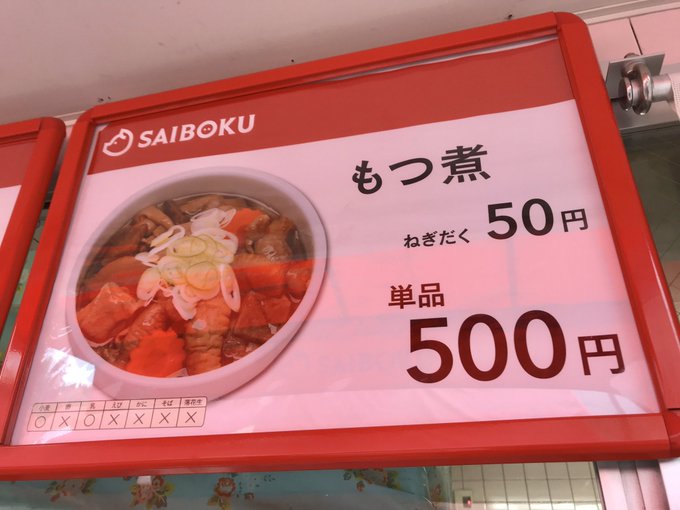 SAIBOKU
もつ煮
ねぎだく 50円
単品
500円
小麦 卵 乳 えび かに そば 落花生
○ × ○ × × × ×